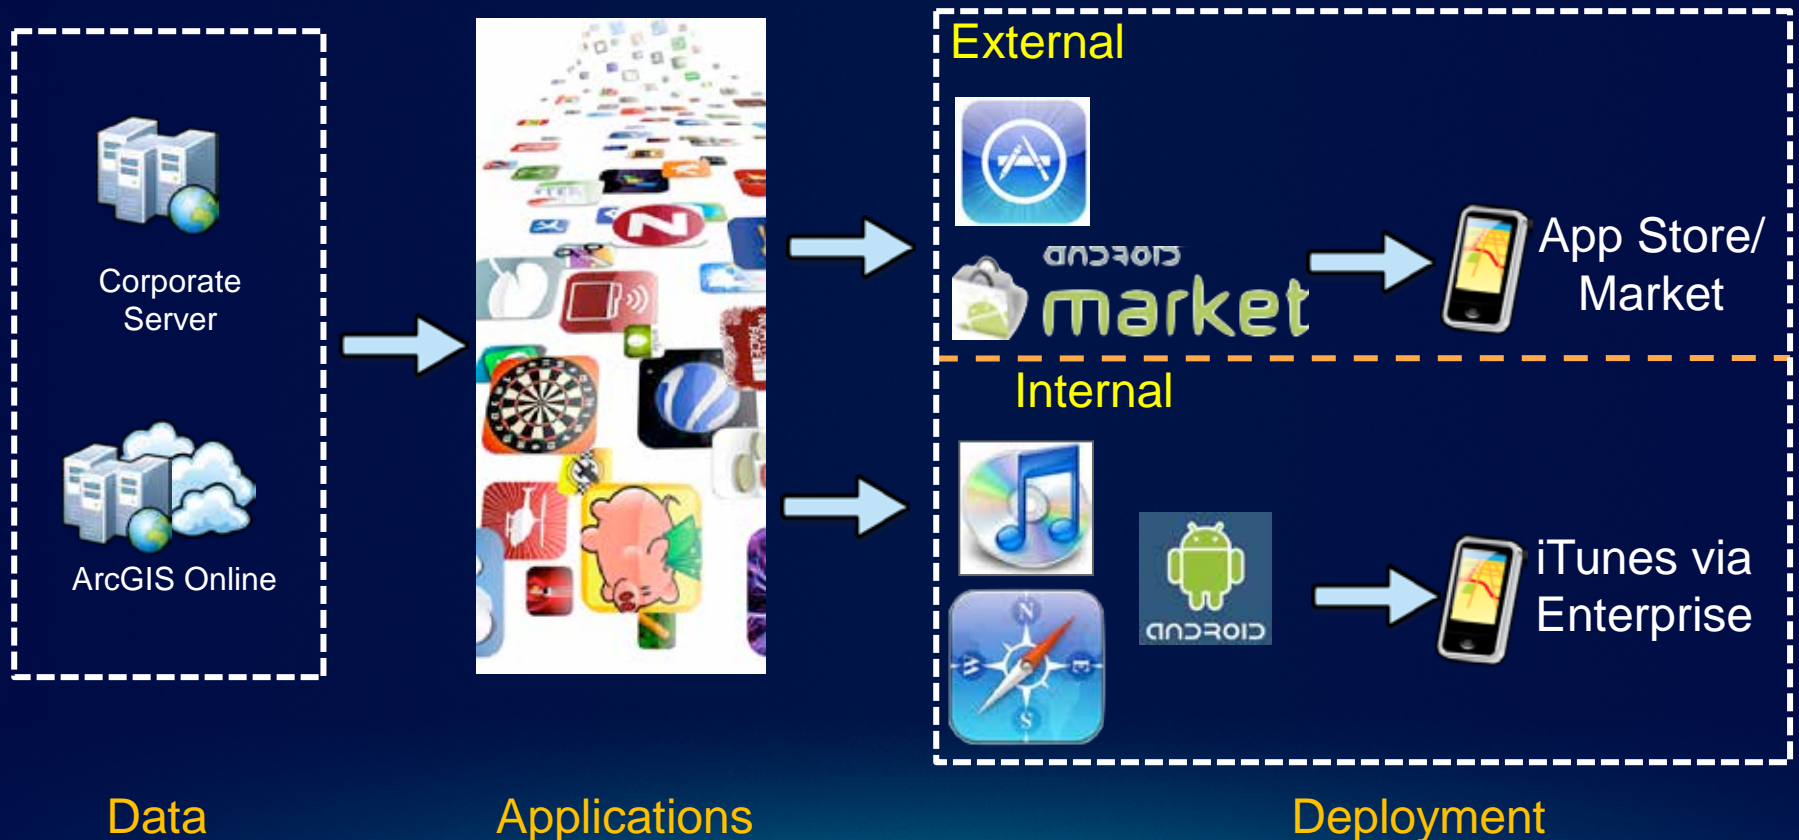 Corporate
Server
ArcGIS Online
External
ANDROID
market
App Store/
Market
Internal
N
W
E
S
ANDROID
iTunes via
Enterprise
Data
Applications
Deployment